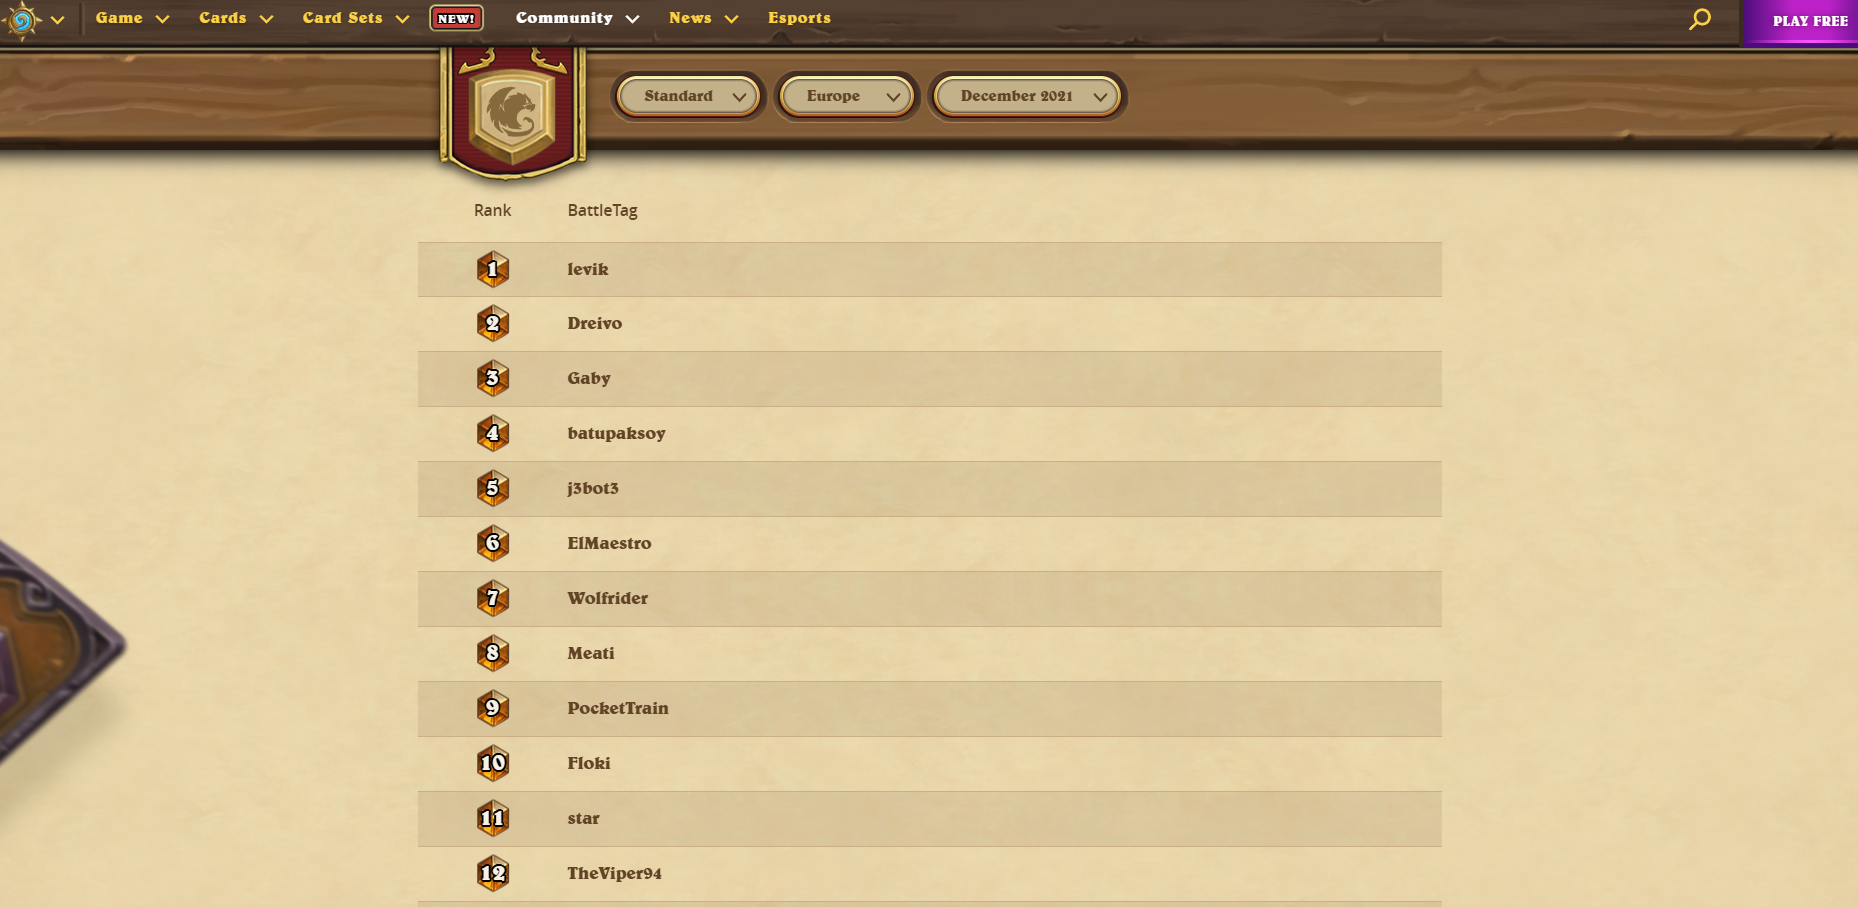 Game Cards Card Sets NEW! Community News Esports PLAY FREE
Standard Europe December 2021
Rank BattleTag
1 levik
2 Dreivo
3 Gaby
4 batupaksoy
5 j3bot3
6 ElMaestro
7 Wolfrider
8 Meati
9 PocketTrain
10 Floki
11 star
12 TheViper94